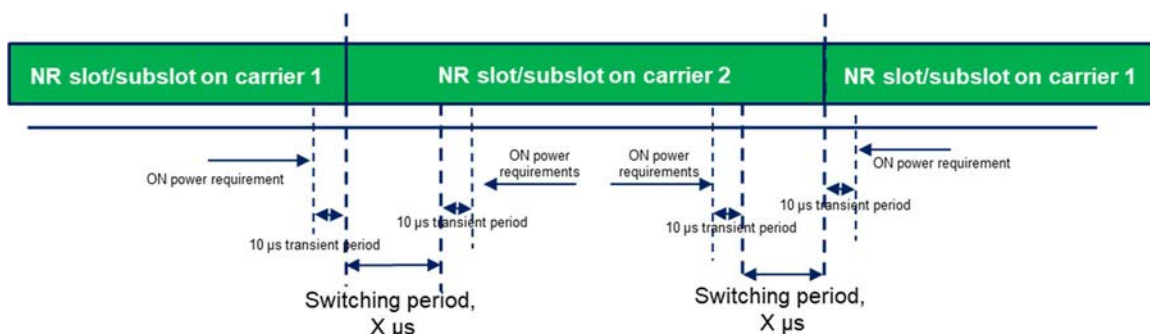 NR slot/subslot on carrier 1
NR slot/subslot on carrier 2
NR slot/subslot on carrier 1
ON power requirement
ON power
requirements
ON power
requirements
ON power requirement
10 µs transient period
10 µs transient period
10 µs transient period
10 µs transient period
Switching period,
X µs
Switching period,
X µs